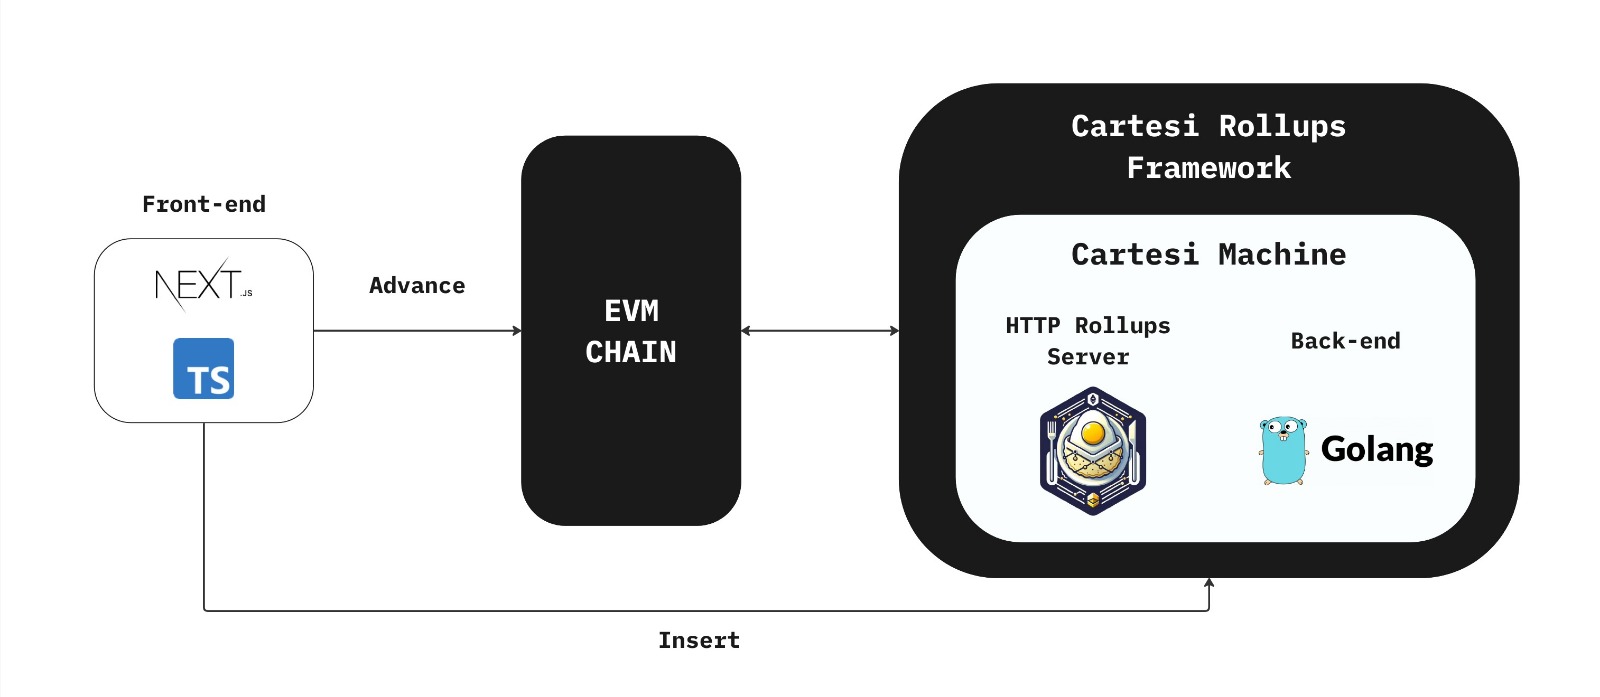 Front-end
NEXT.JS
TS
Advance
EVM
CHAIN
Cartesi Rollups
Framework
Cartesi Machine
HTTP Rollups
Server
Back-end
Golang
Insert